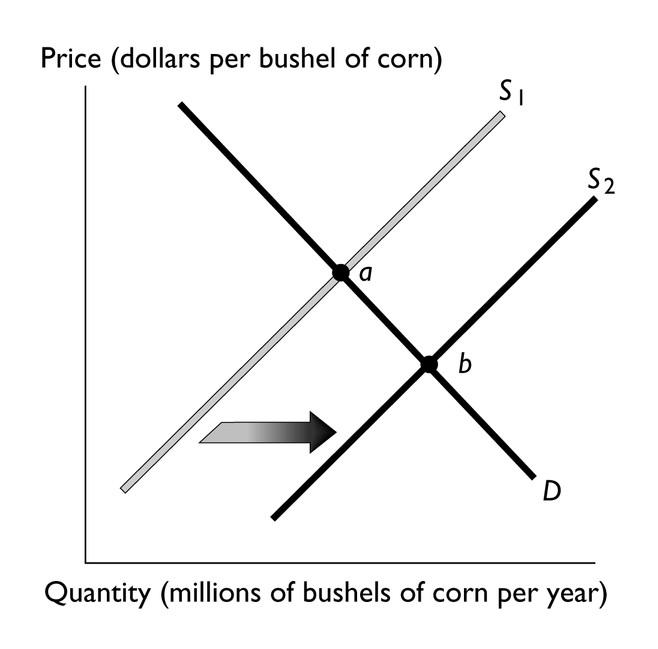 Price (dollars per bushel of corn)
S1
S2
a
b
D
Quantity (millions of bushels of corn per year)